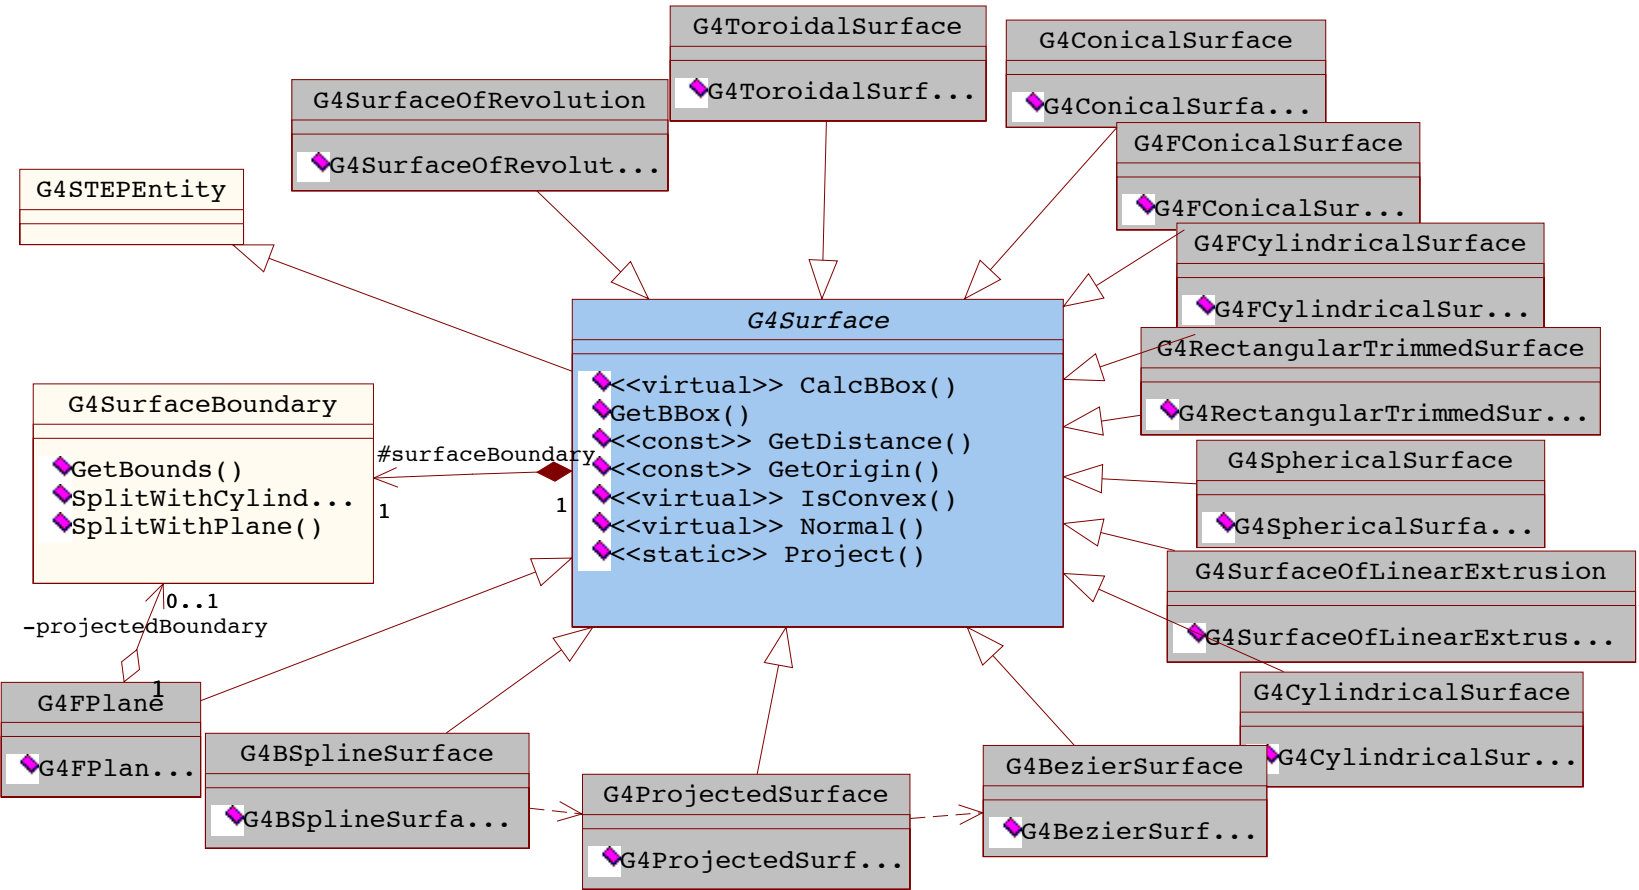 G4ToroidalSurface
G4ToroidalSurf...
G4ConicalSurface
G4ConicalSurfa...
G4SurfaceOfRevolution
G4SurfaceOfRevolut...
G4FConicalSurface
G4FConicalSur...
G4STEPEntity
G4FCylindricalSurface
G4FCylindricalSur...
G4Surface
<<virtual>> CalcBBox()
GetBBox()
<<const>> GetDistance()
<<const>> GetOrigin()
<<virtual>> IsConvex()
<<virtual>> Normal()
<<static>> Project()
G4RectangularTrimmedSurface
G4RectangularTrimmedSur...
G4SurfaceBoundary
GetBounds()
SplitWithCylind...
SplitWithPlane()
#surfaceBoundary
1
1
G4SphericalSurface
G4SphericalSurfa...
G4SurfaceOfLinearExtrusion
G4SurfaceOfLinearExtrus...
0..1
-projectedBoundary
1
G4FPlane
G4FPlan...
G4CylindricalSurface
G4CylindricalSur...
G4BSplineSurface
G4BSplineSurfa...
G4ProjectedSurface
G4ProjectedSurf...
G4BezierSurface
G4BezierSurf...